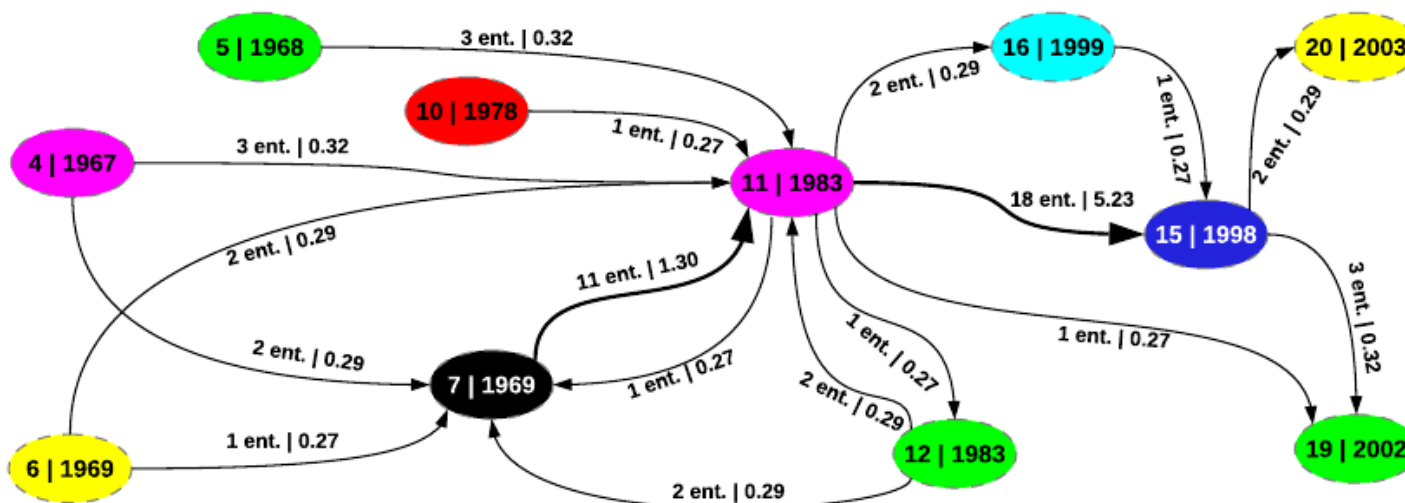 5 | 1968
3 ent. | 0.32
16 | 1999
20 | 2003
2 ent. | 0.29
1 ent. | 0.27
2 ent. | 0.29
10 | 1978
1 ent. | 0.27
4 | 1967
3 ent. | 0.32
11 | 1983
18 ent. | 5.23
15 | 1998
2 ent. | 0.29
11 ent. | 1.30
3 ent. | 0.32
1 ent. | 0.27
1 ent. | 0.27
2 ent. | 0.29
7 | 1969
1 ent. | 0.27
2 ent. | 0.29
1 ent. | 0.27
6 | 1969
12 | 1983
19 | 2002
2 ent. | 0.29